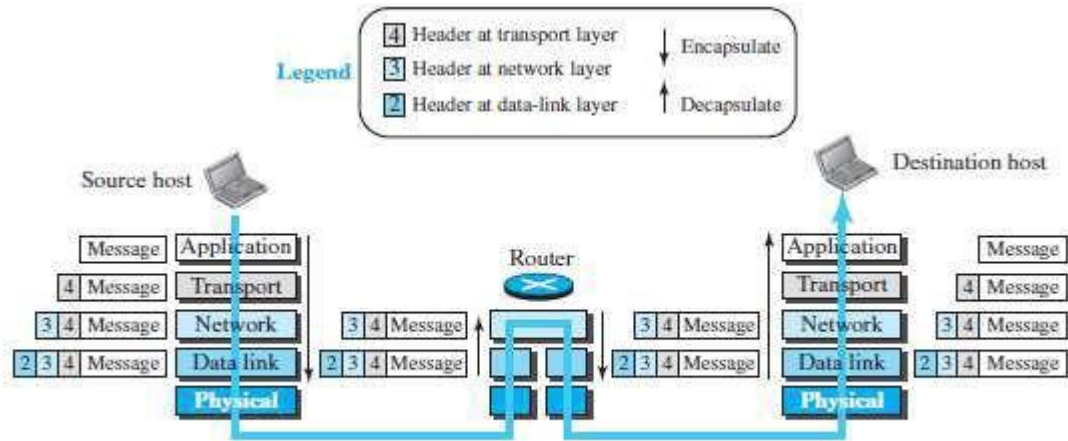 4 Header at transport layer
Encapsulate
Legend
3 Header at network layer
2 Header at data-link layer
Decapsulate
Source host
Destination host
Message Application
Application Message
Router
4 Message Transport
Transport 4 Message
3 4 Message Network
3 4 Message
3 4 Message
Network 3 4 Message
2 3 4 Message Data link
2 3 4 Message
2 3 4 Message
Data link 2 3 4 Message
Physical
Physical